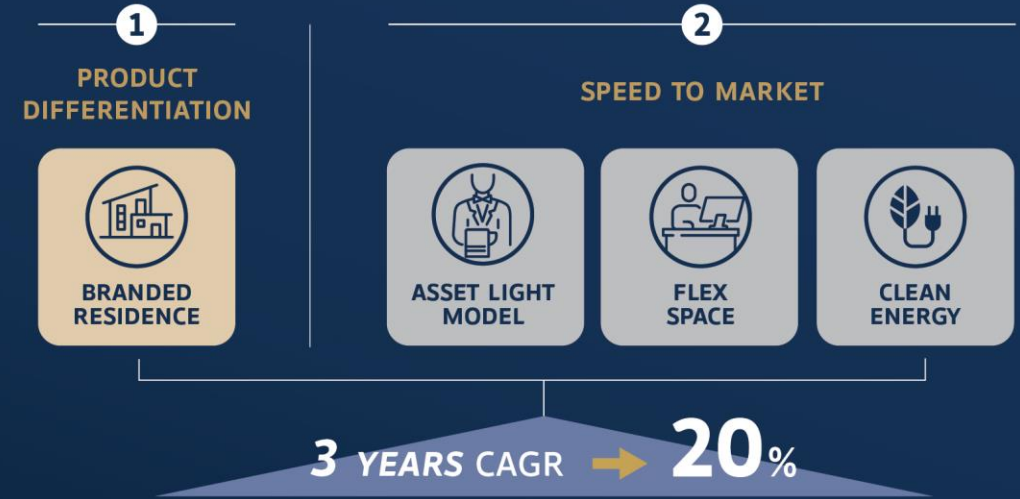 1
PRODUCT
DIFFERENTIATION
BRANDED
RESIDENCE
2
SPEED TO MARKET
ASSET LIGHT
MODEL
FLEX
SPACE
CLEAN
ENERGY
3 YEARS CAGR 20%